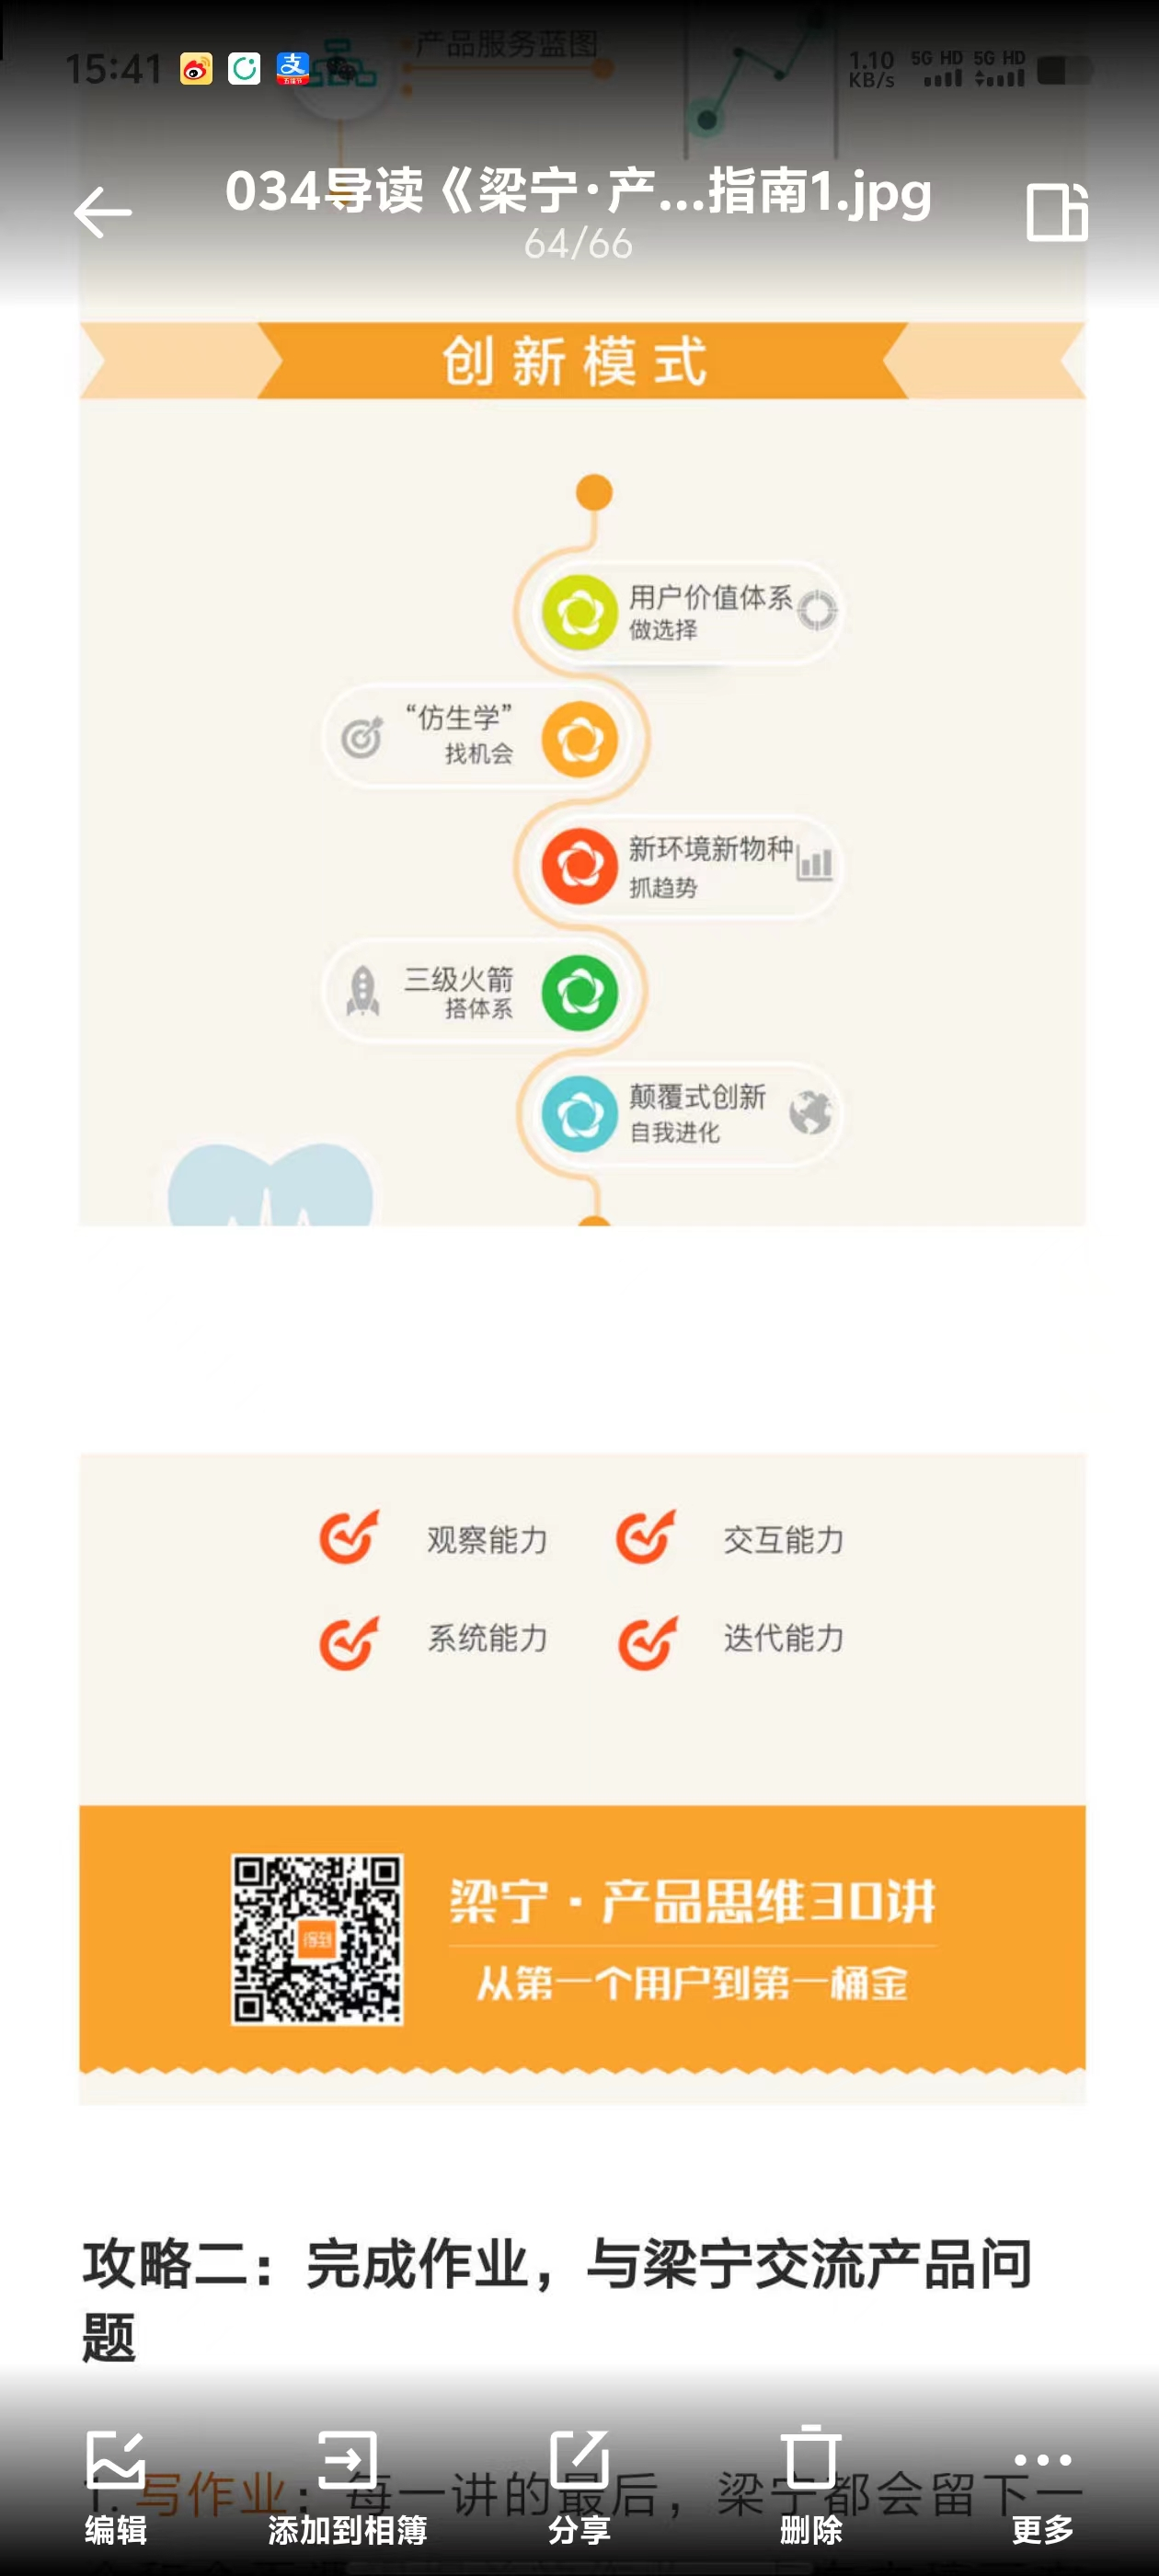 产品服务蓝图
15:41
支
1.10
KB/s
5G HD 5G HD
034导读《梁宁·产...指南1.jpg
64/66
创新模式
用户价值体系
做选择
“仿生学”
找机会
新环境新物种
抓趋势
三级火箭
搭体系
颠覆式创新
自我进化
观察能力
交互能力
系统能力
迭代能力
得到
梁宁·产品思维30讲
从第一个用户到第一桶金
攻略二：完成作业，与梁宁交流产品问
题
1. 写作业：每一讲的最后，梁宁都会留下一
编辑
添加到相簿
分享
删除
更多